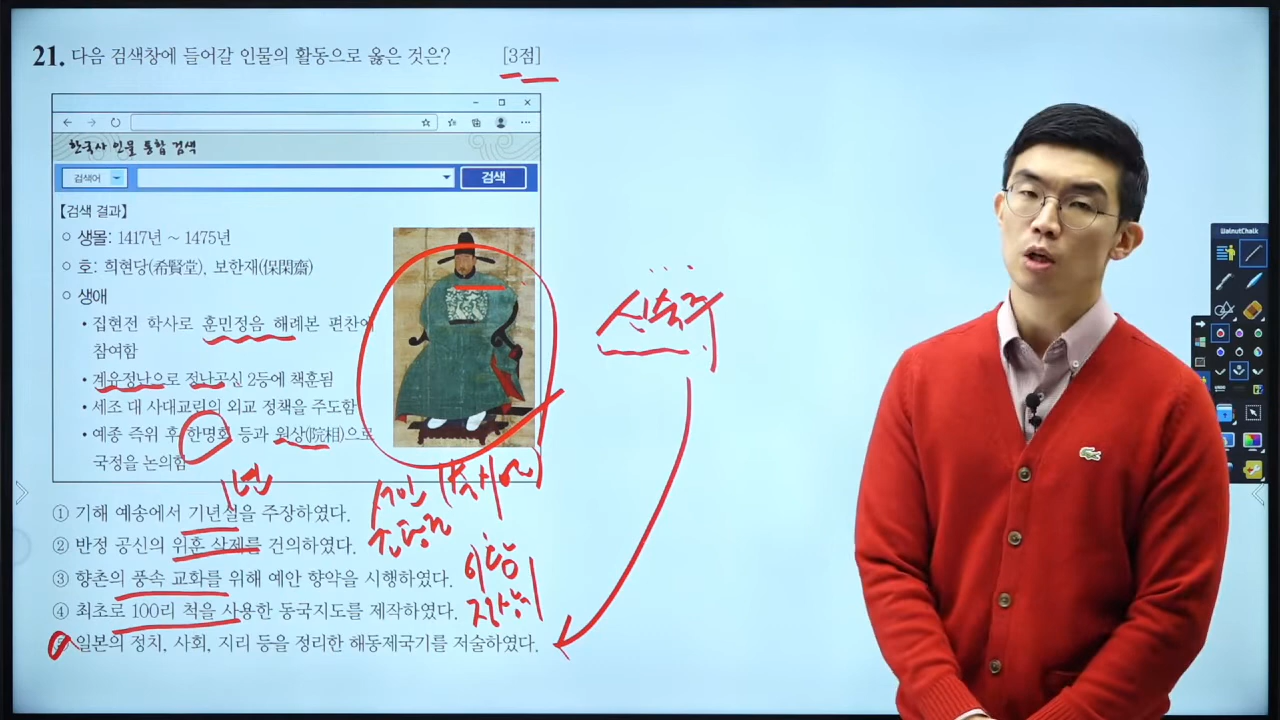 21. 다음 검색창에 들어갈 인물의 활동으로 옳은 것은? [3점]
한국사 인물 통합 검색
검색어 검색
【검색 결과】
○ 생몰: 1417년 ~ 1475년
○ 호: 희현당(希賢堂), 보한재(保閑齋)
○ 생애
• 집현전 학사로 훈민정음 해례본 편찬에
참여함
• 계유정난으로 정난공신 2등에 책훈됨
• 세조 대 사대교린의 외교 정책을 주도함
• 예종 즉위 후 한명회 등과 원상(院相)으로
국정을 논의함
신숙주
1년
① 기해 예송에서 기년설을 주장하였다.
서인
② 반정 공신의 위훈 삭제를 건의하였다.
③ 향촌의 풍속 교화를 위해 예안 향약을 시행하였다.
이황
④ 최초로 100리 척을 사용한 동국지도를 제작하였다.
정상기
⑤ 일본의 정치, 사회, 지리 등을 정리한 해동제국기를 저술하였다.
WalnutChalk